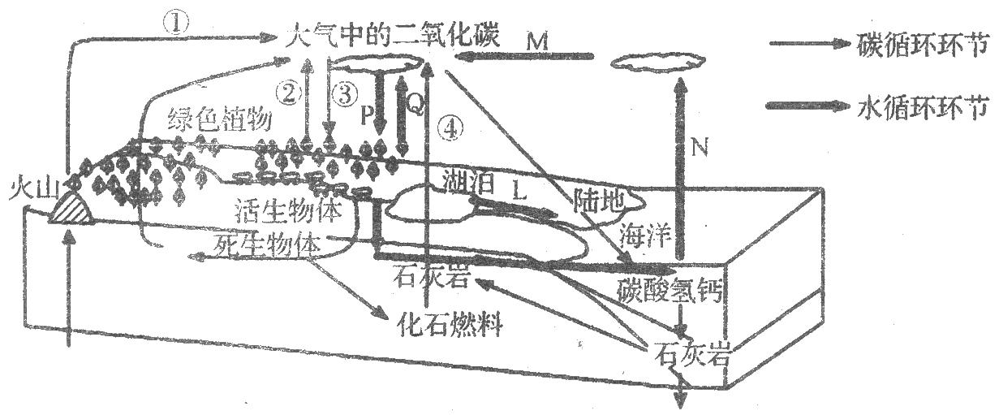 ①
大气中的二氧化碳
M
碳循环环节
②
③
P
Q
水循环环节
绿色植物
④
N
火山
湖泊
L
陆地
活生物体
海洋
死生物体
石灰岩
碳酸氢钙
化石燃料
石灰岩